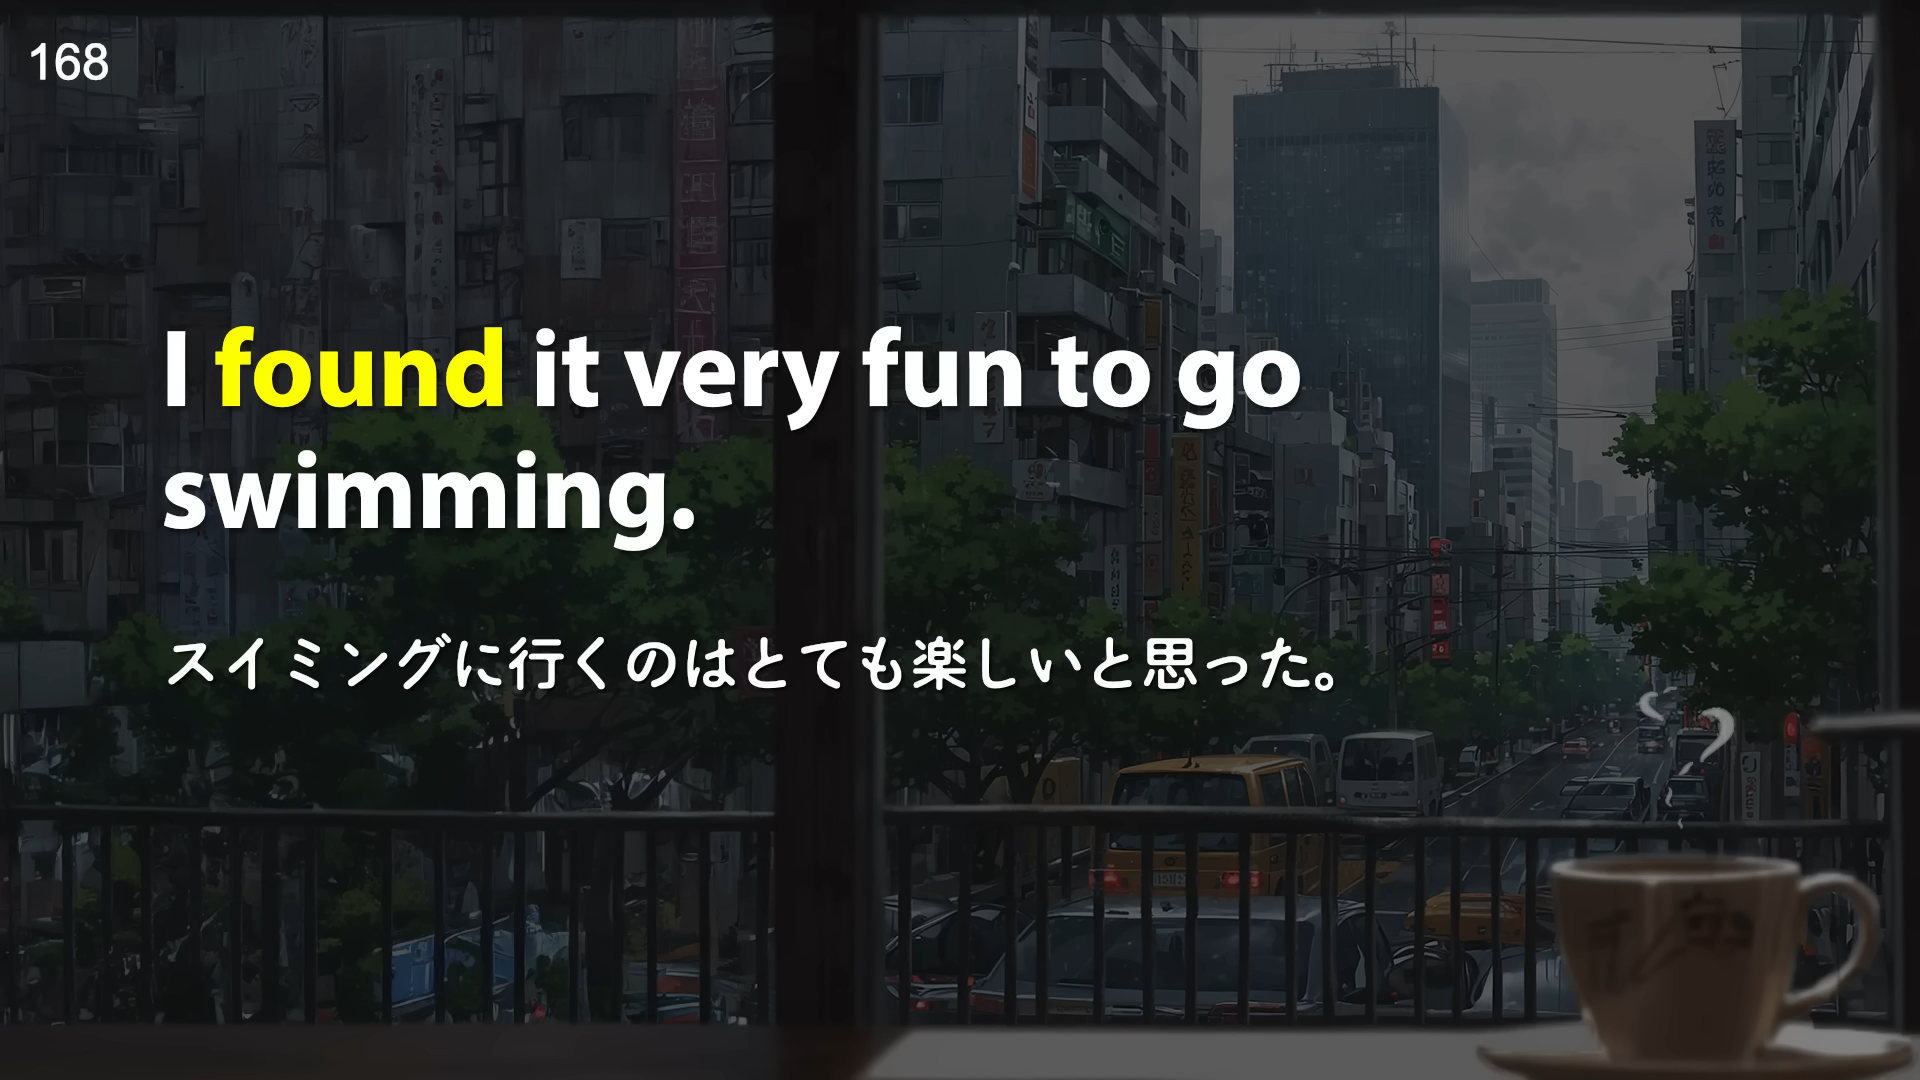 168
I found it very fun to go
swimming.
スイミングに行くのはとても楽しいと思った。